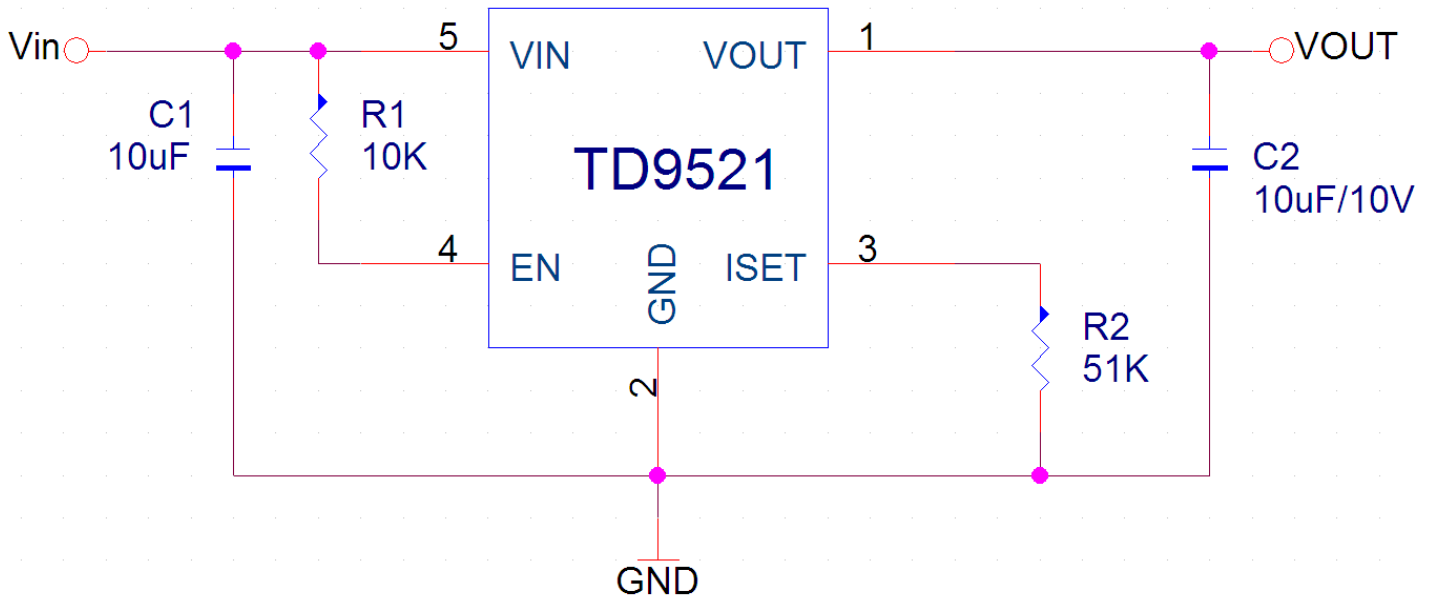 Vin
5
VIN
VOUT
1
VOUT
C1
10uF
R1
10K
TD9521
C2
10uF/10V
4
EN
GND
ISET
3
R2
51K
2
GND